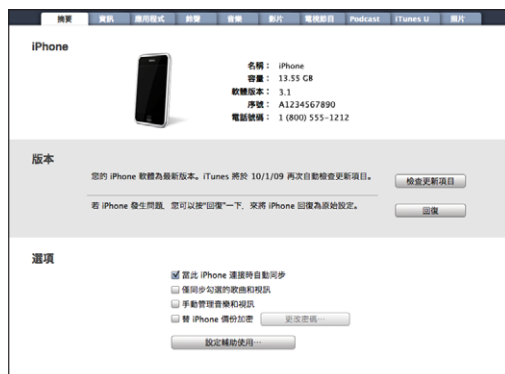 摘要 資訊 應用程式 鈴聲 音樂 影片 電視節目 Podcast iTunes U 照片
iPhone
名稱： iPhone
容量： 13.55 GB
軟體版本： 3.1
序號： A1234567890
電話號碼： 1 (800) 555-1212
版本
您的 iPhone 軟體為最新版本。iTunes 將於 10/1/09 再次自動檢查更新項目。 檢查更新項目
若 iPhone 發生問題，您可以按“回復”一下，來將 iPhone 回復為原始設定。 回復
選項
當此 iPhone 連接時自動同步
僅同步勾選的歌曲和視訊
手動管理音樂和視訊
替 iPhone 備份加密 更改密碼⋯
設定輔助使用⋯